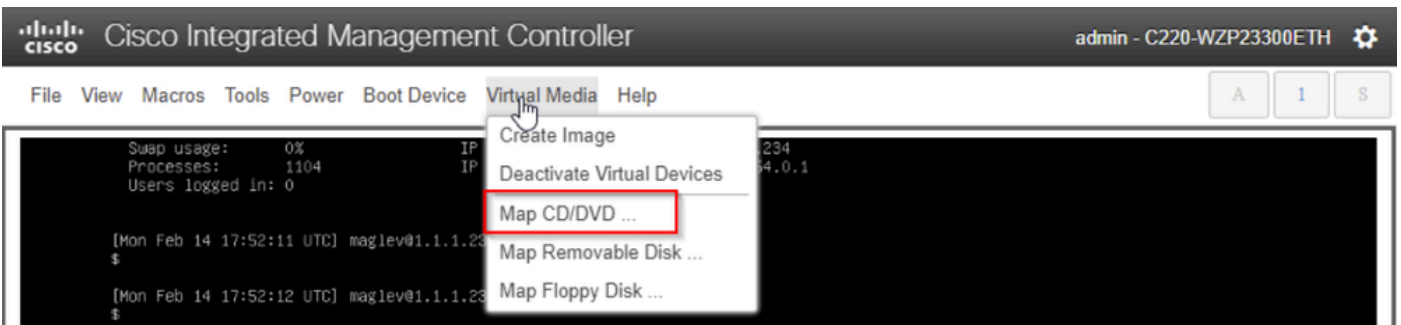 CISCO Cisco Integrated Management Controller admin - C220-WZP23300ETH
File View Macros Tools Power Boot Device Virtual Media Help A 1 S
Create Image
Deactivate Virtual Devices
Map CD/DVD ...
Map Removable Disk ...
Map Floppy Disk ...
Swap usage: 0% IP .234
Processes: 1104 IP 4.0.1
Users logged in: 0
[Mon Feb 14 17:52:11 UTC] maglev@1.1.1.23
$
[Mon Feb 14 17:52:12 UTC] maglev@1.1.1.23
$